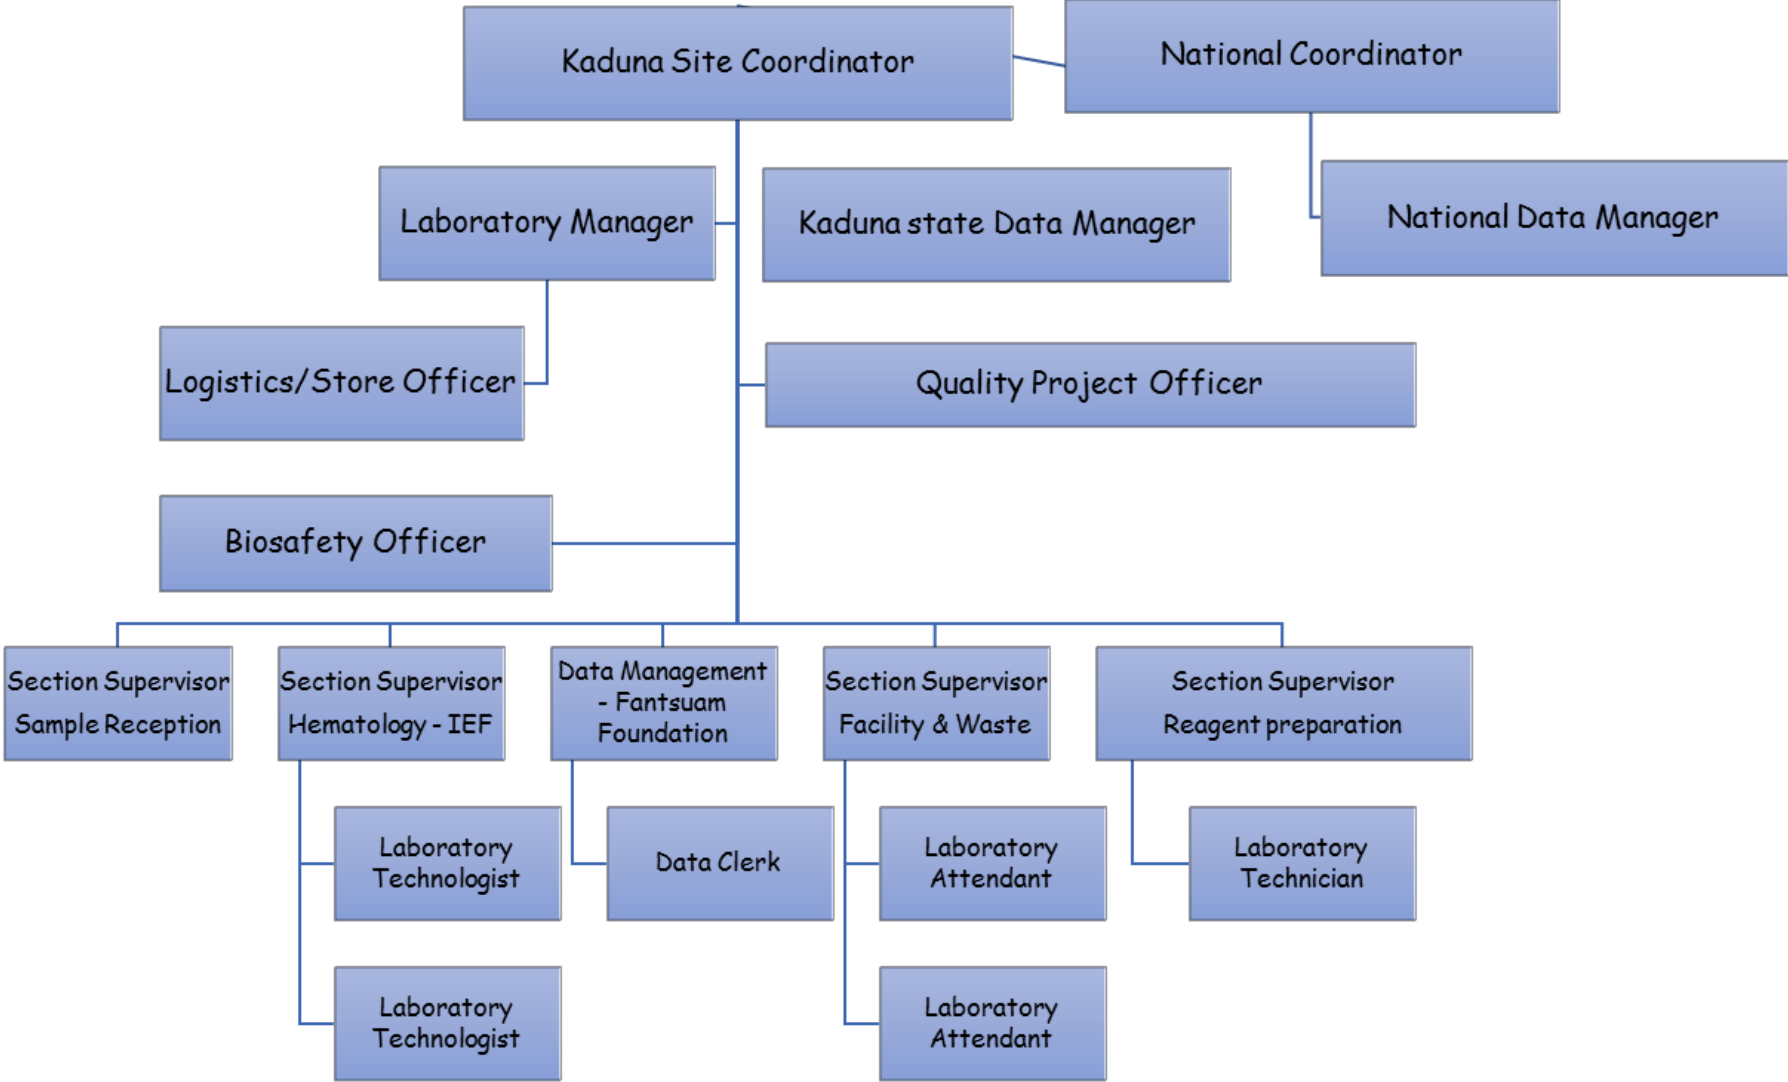 Kaduna Site Coordinator
National Coordinator
Laboratory Manager
Kaduna state Data Manager
National Data Manager
Logistics/Store Officer
Quality Project Officer
Biosafety Officer
Section Supervisor
Sample Reception
Section Supervisor
Hematology - IEF
Data Management
- Fantsuam
Foundation
Section Supervisor
Facility & Waste
Section Supervisor
Reagent preparation
Laboratory
Technologist
Data Clerk
Laboratory
Attendant
Laboratory
Technician
Laboratory
Technologist
Laboratory
Attendant